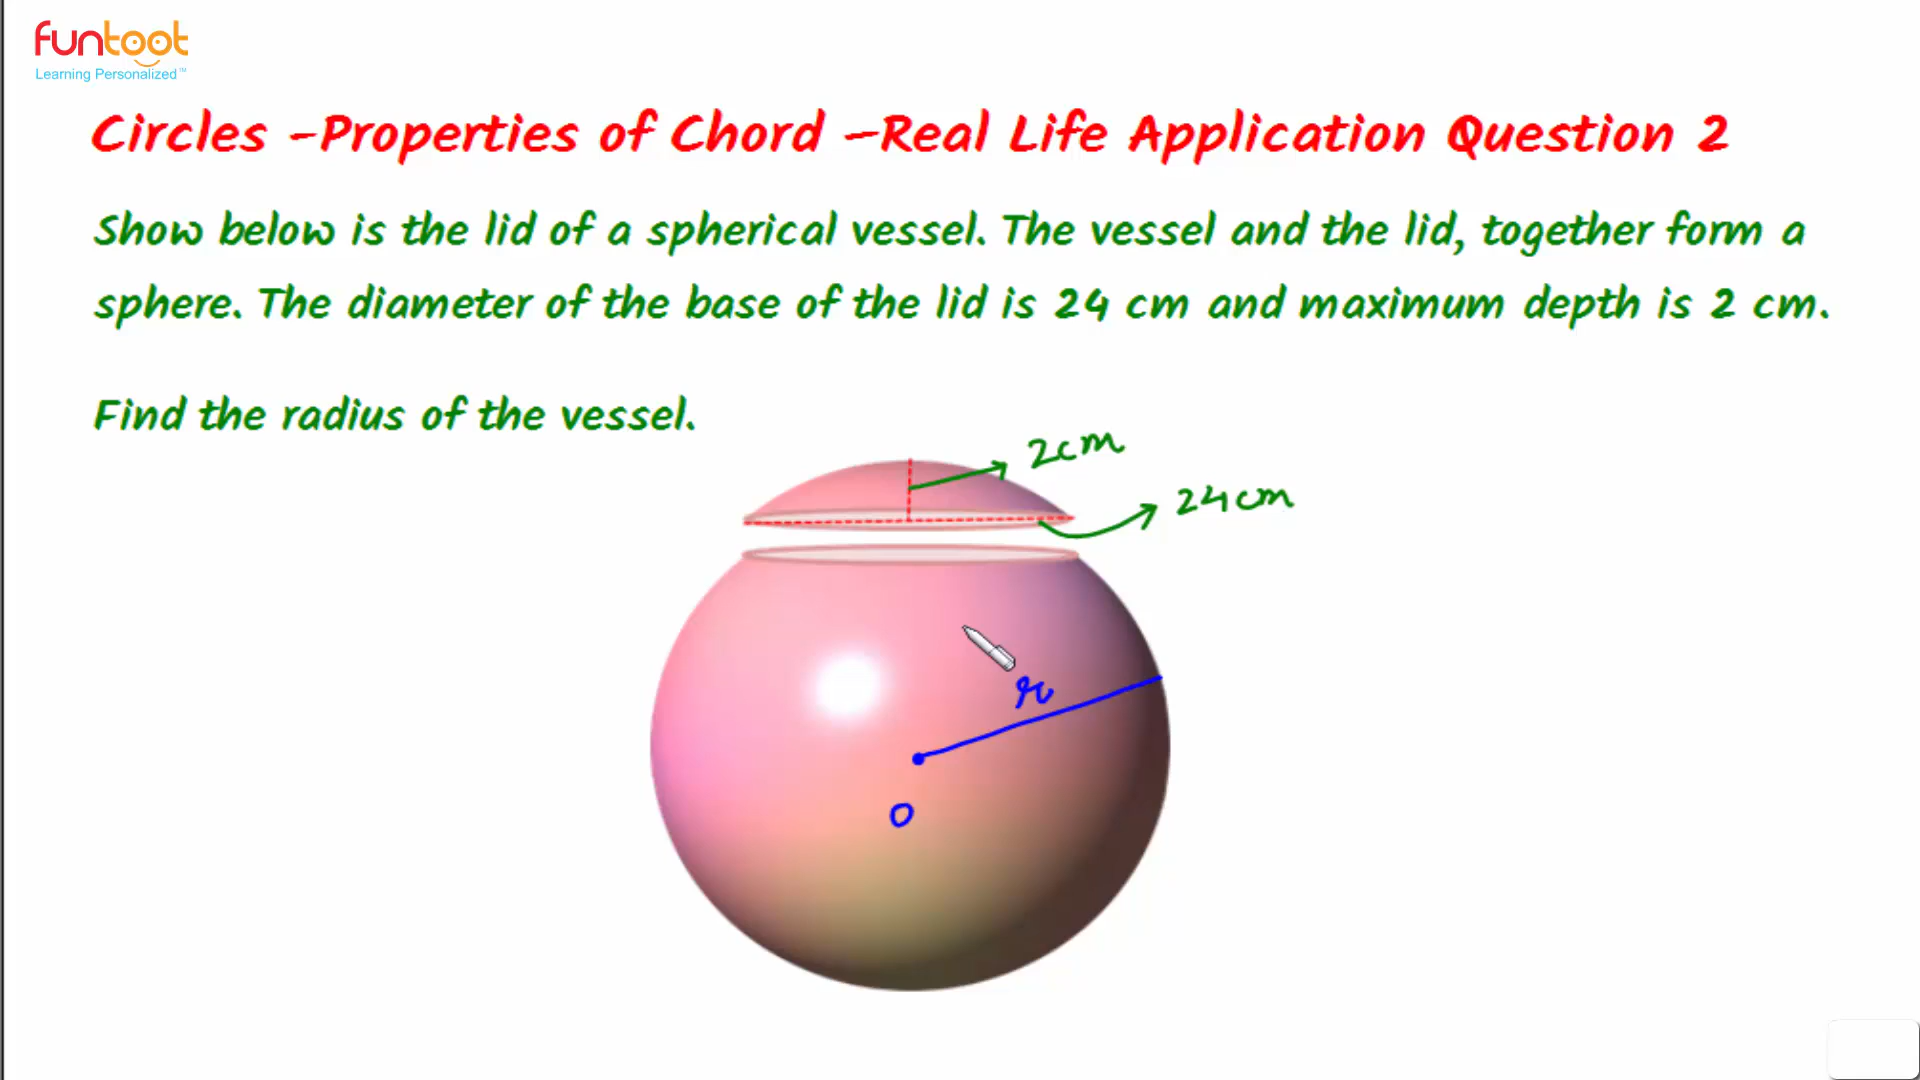 funtoot
Learning Personalized™
Circles -Properties of Chord –Real Life Application Question 2
Show below is the lid of a spherical vessel. The vessel and the lid, together form a
sphere. The diameter of the base of the lid is 24 cm and maximum depth is 2 cm.
Find the radius of the vessel.
2cm
24cm
r
O